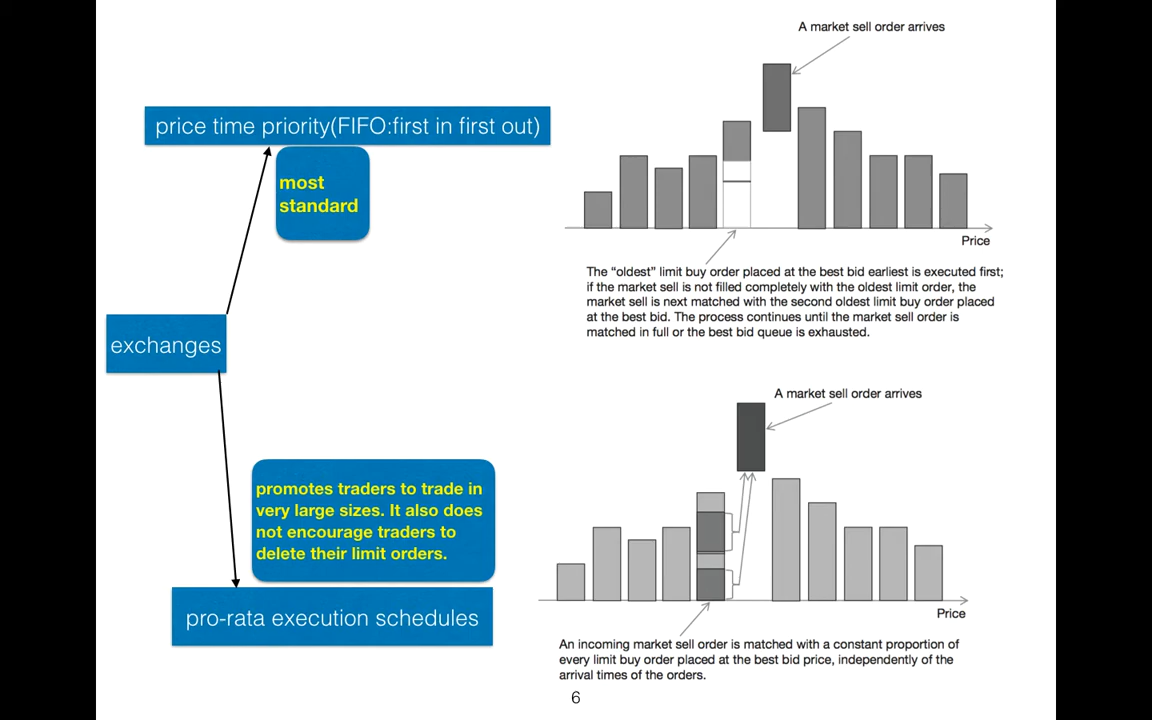 A market sell order arrives
price time priority(FIFO:first in first out)
most
standard
Price
The “oldest” limit buy order placed at the best bid earliest is executed first;
if the market sell is not filled completely with the oldest limit order, the
market sell is next matched with the second oldest limit buy order placed
at the best bid. The process continues until the market sell order is
matched in full or the best bid queue is exhausted.
exchanges
A market sell order arrives
promotes traders to trade in
very large sizes. It also does
not encourage traders to
delete their limit orders.
pro-rata execution schedules
Price
An incoming market sell order is matched with a constant proportion of
every limit buy order placed at the best bid price, independently of the
arrival times of the orders.
6